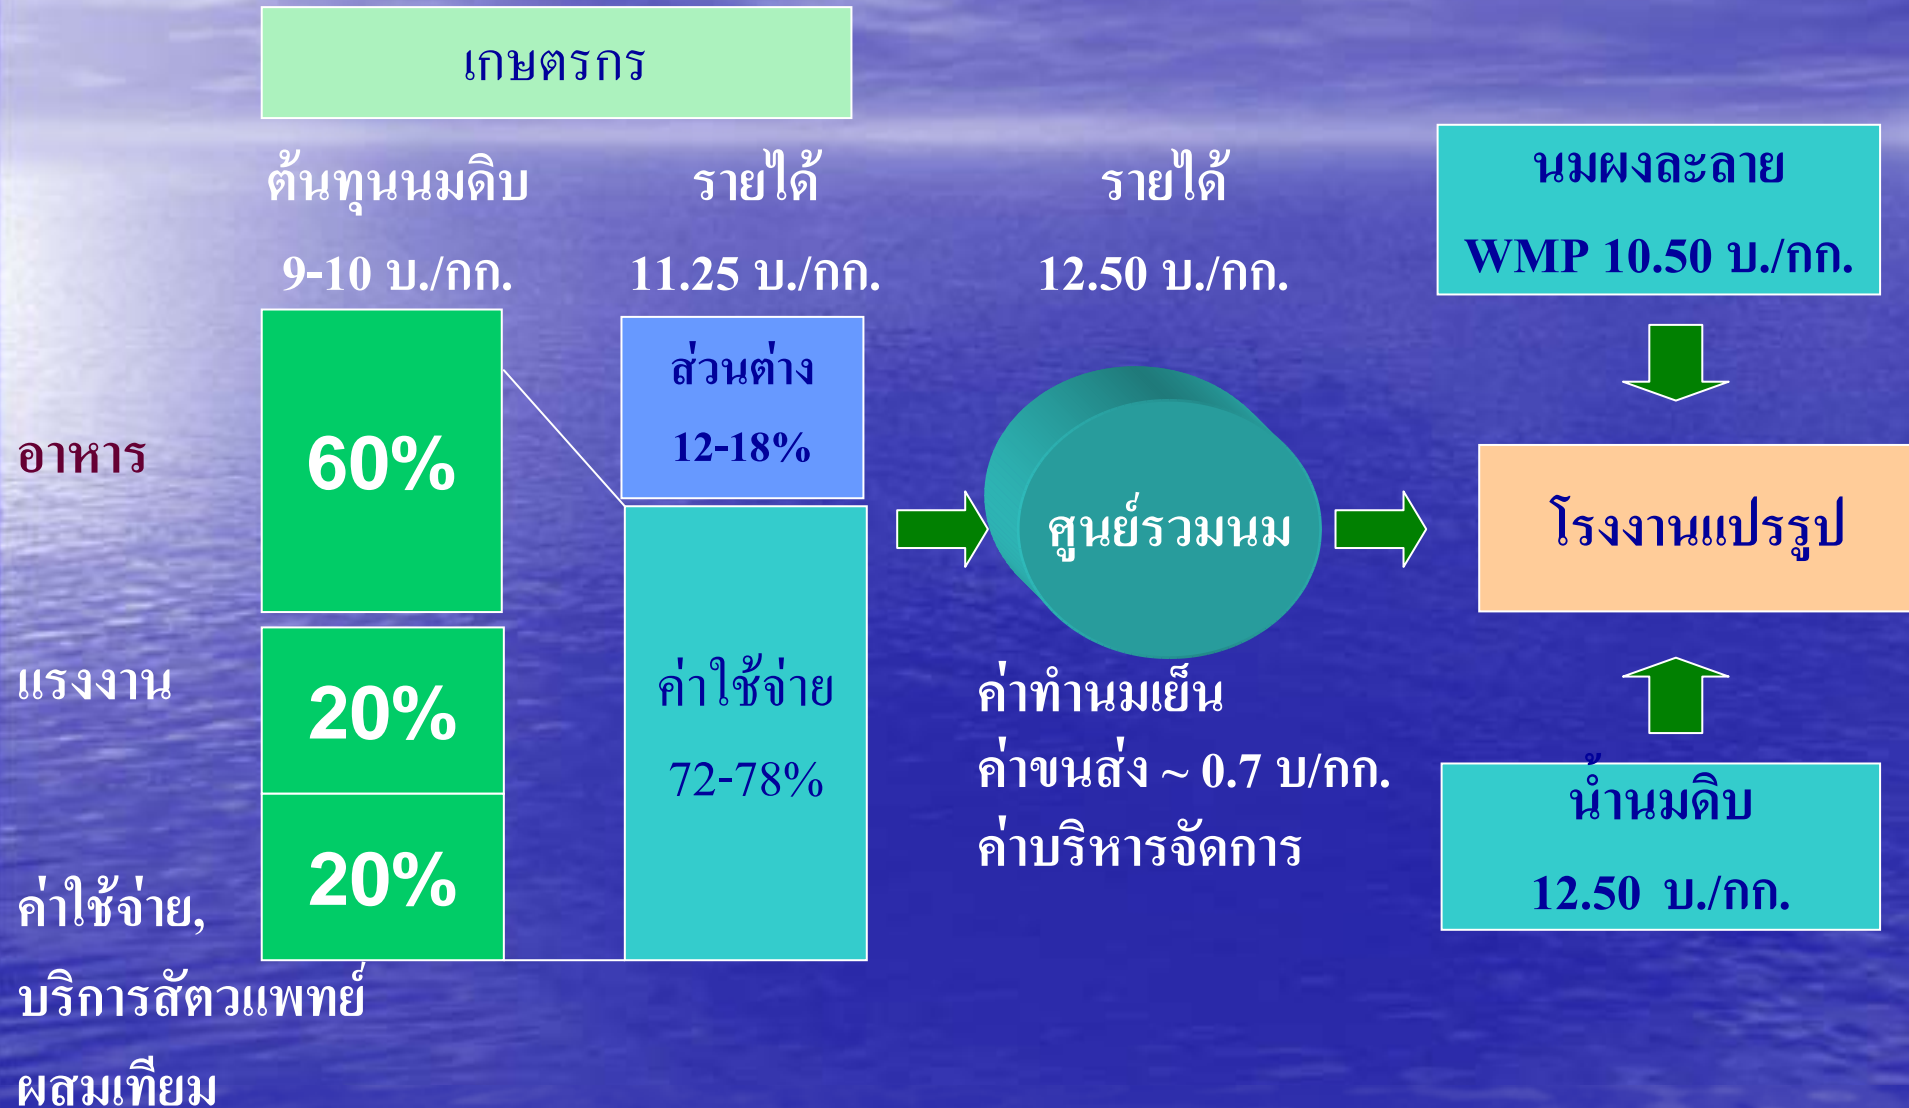 เกษตรกร
ต้นทุนนมดิบ
9-10 บ./กก.
รายได้
11.25 บ./กก.
รายได้
12.50 บ./กก.
นมผงละลาย
WMP 10.50 บ./กก.
อาหาร
60%
ส่วนต่าง
12-18%
ศูนย์รวมนม
โรงงานแปรรูป
แรงงาน
20%
ค่าใช้จ่าย
72-78%
ค่าทำนมเย็น
ค่าขนส่ง ~ 0.7 บ/กก.
ค่าบริหารจัดการ
น้ำนมดิบ
12.50 บ./กก.
20%
ค่าใช้จ่าย,
บริการสัตวแพทย์
ผสมเทียม